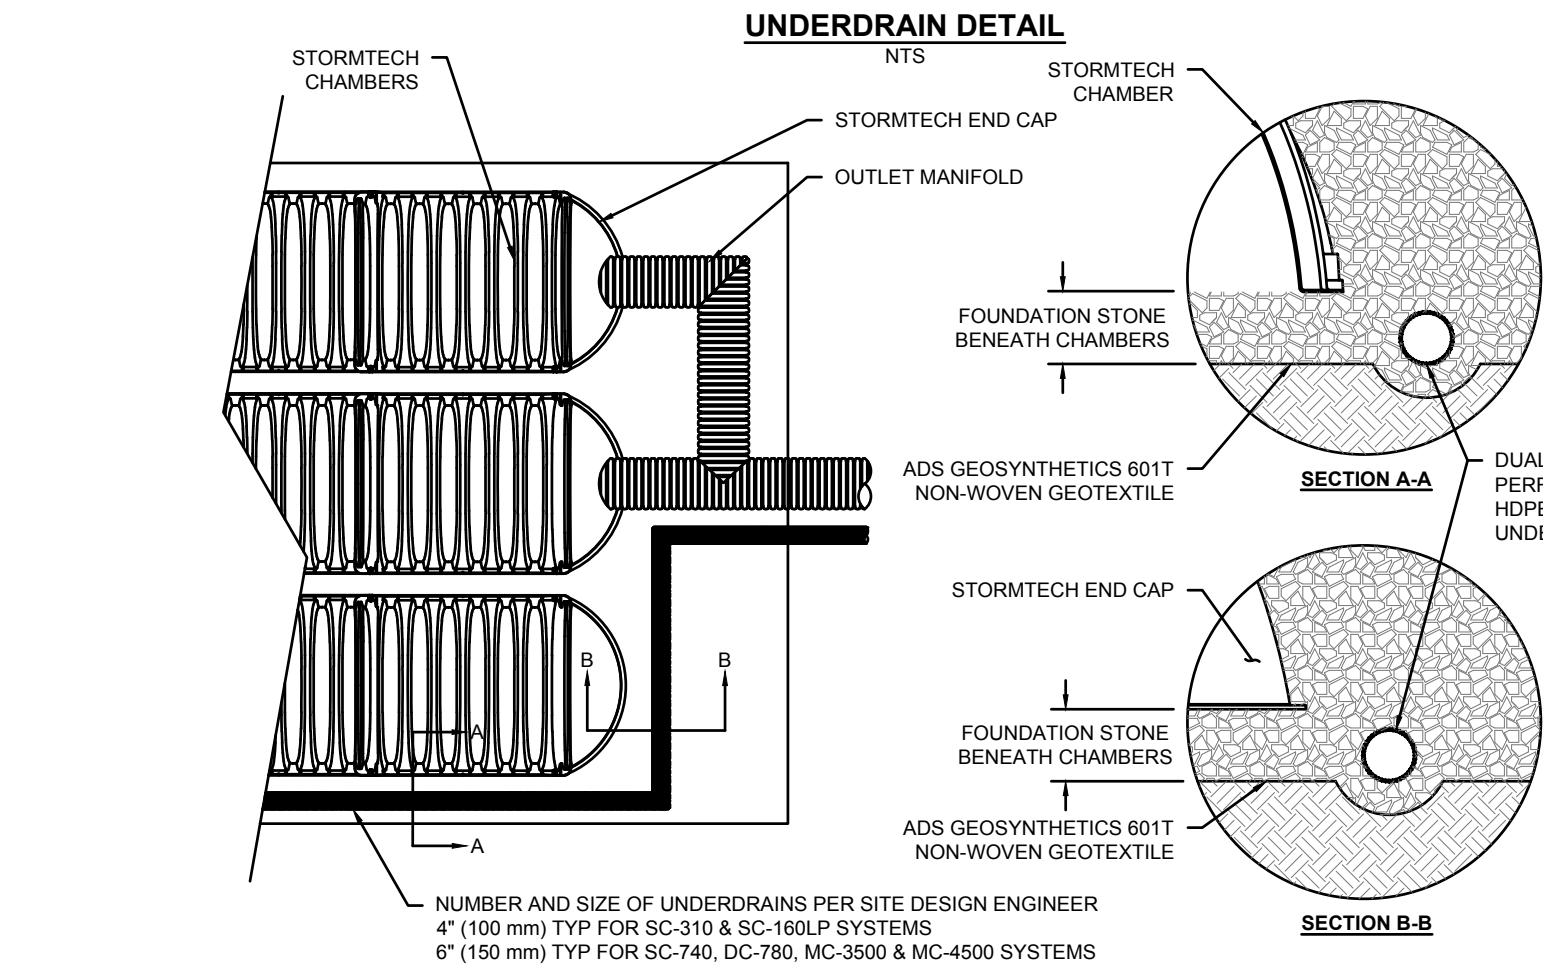 UNDERDRAIN DETAIL
NTS
STORMTECH
CHAMBERS
STORMTECH END CAP
OUTLET MANIFOLD
B
B
A
A
NUMBER AND SIZE OF UNDERDRAINS PER SITE DESIGN ENGINEER
4" (100 mm) TYP FOR SC-310 & SC-160LP SYSTEMS
6" (150 mm) TYP FOR SC-740, DC-780, MC-3500 & MC-4500 SYSTEMS
STORMTECH
CHAMBER
FOUNDATION STONE
BENEATH CHAMBERS
ADS GEOSYNTHETICS 601T
NON-WOVEN GEOTEXTILE
SECTION A-A
DUAL
HDPE
STORMTECH END CAP
FOUNDATION STONE
BENEATH CHAMBERS
ADS GEOSYNTHETICS 601T
NON-WOVEN GEOTEXTILE
SECTION B-B